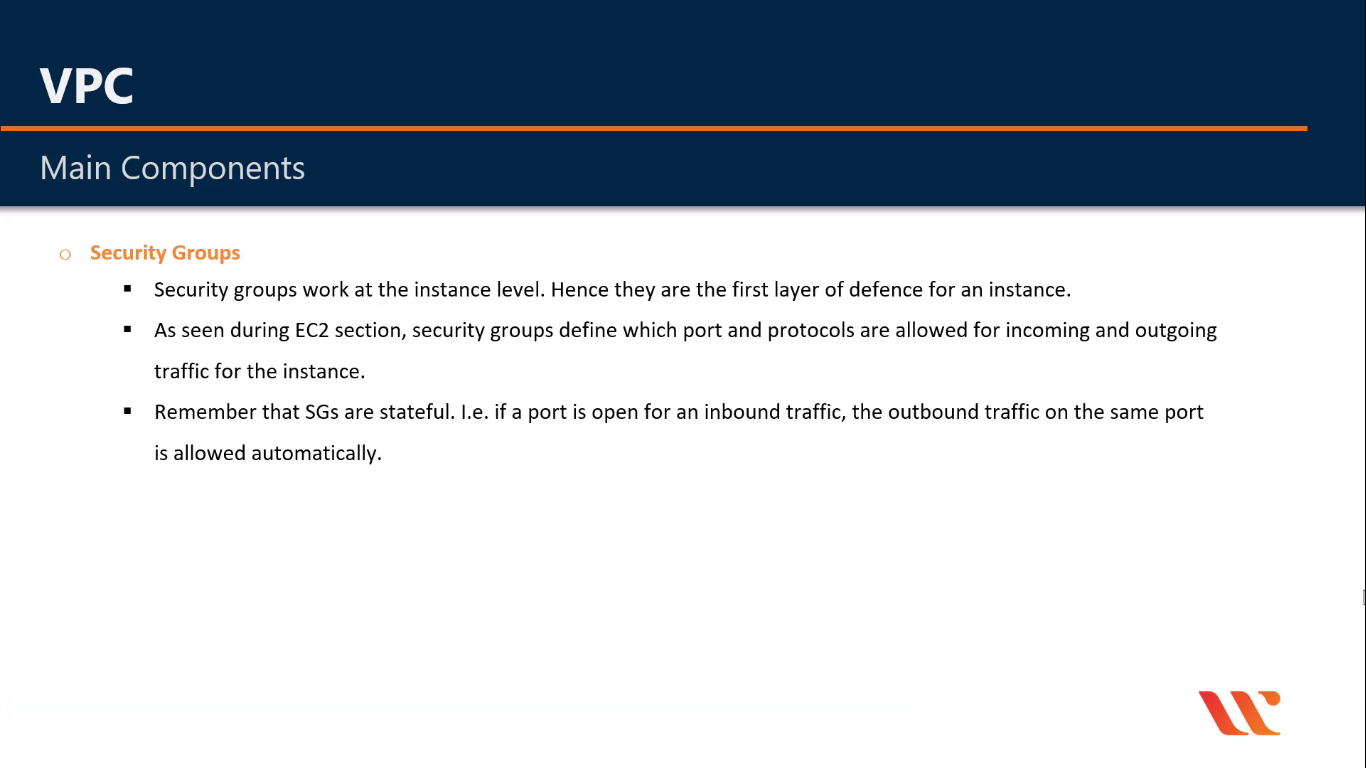 VPC
Main Components
Security Groups
Security groups work at the instance level. Hence they are the first layer of defence for an instance.
As seen during EC2 section, security groups define which port and protocols are allowed for incoming and outgoing
traffic for the instance.
Remember that SGs are stateful. I.e. if a port is open for an inbound traffic, the outbound traffic on the same port
is allowed automatically.